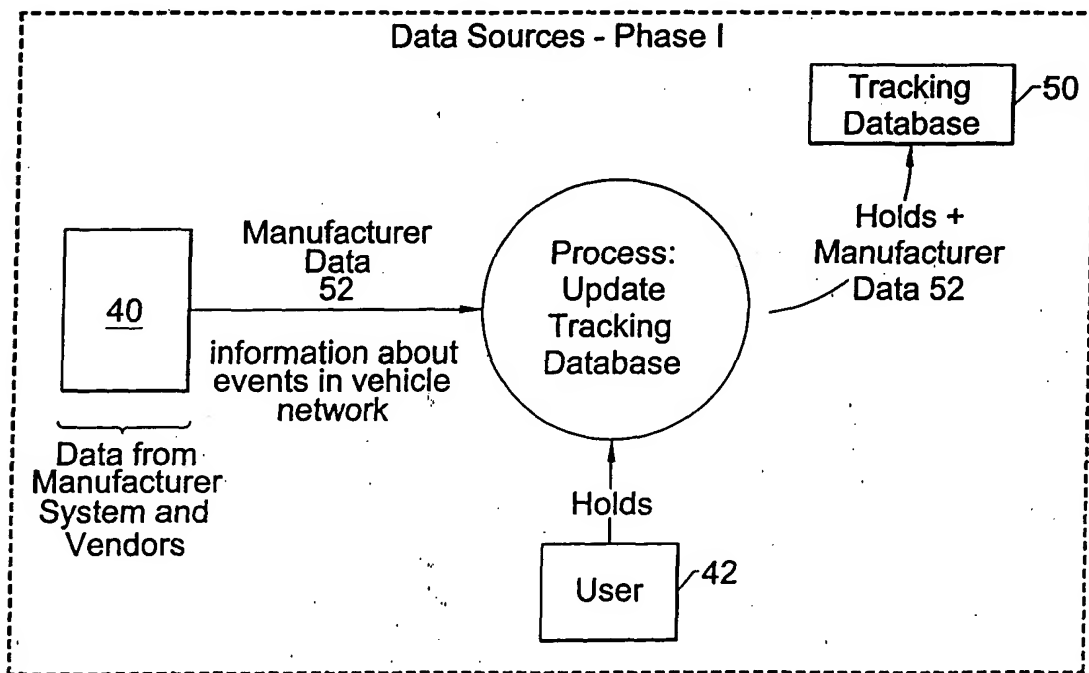 Data Sources - Phase I
Tracking
Database
50
Holds +
Manufacturer
Data 52
Manufacturer
Data
52
40
information about
events in vehicle
network
Process:
Update
Tracking
Database
Data from
Manufacturer
System and
Vendors
Holds
User
42